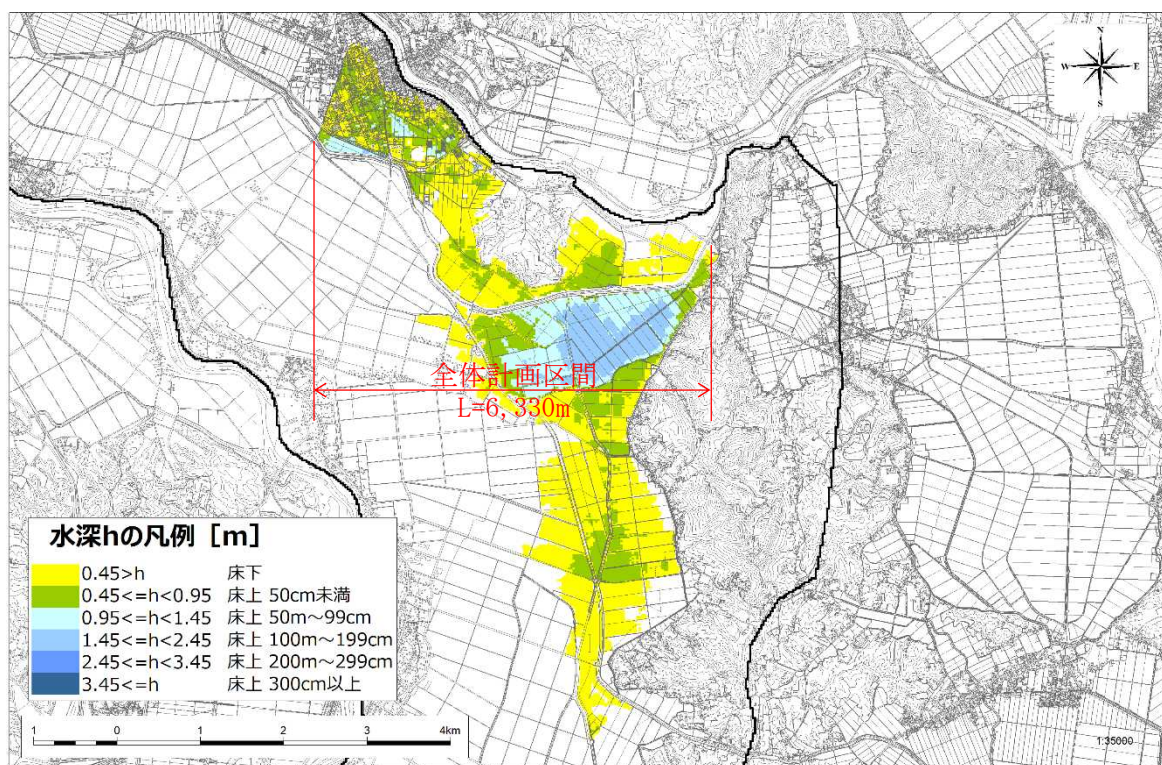 N
W E
S
全体計画区間
L=6,330m
水深hの凡例 [m]
0.45>h 床下
0.45<=h<0.95 床上 50cm未満
0.95<=h<1.45 床上 50m～99cm
1.45<=h<2.45 床上 100m～199cm
2.45<=h<3.45 床上 200m～299cm
3.45<=h 床上 300cm以上
1 0 1 2 3 4km
1:35000